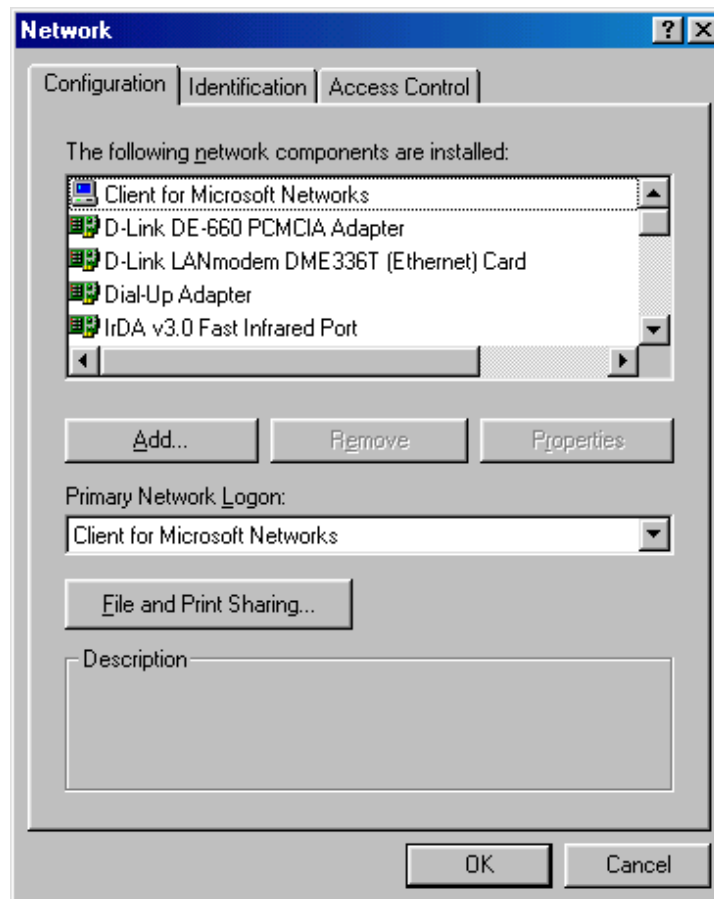 Network
Configuration Identification Access Control
The following network components are installed:
Client for Microsoft Networks
D-Link DE-660 PCMCIA Adapter
D-Link LANmodem DME336T (Ethernet) Card
Dial-Up Adapter
IrDA v3.0 Fast Infrared Port
Add... Remove Properties
Primary Network Logon:
Client for Microsoft Networks
File and Print Sharing...
Description
OK Cancel